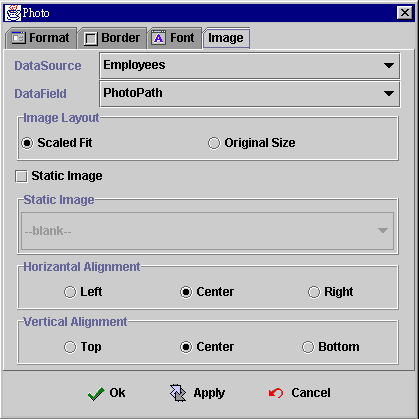 Photo
Format Border Font Image
DataSource Employees
DataField PhotoPath
Image Layout
Scaled Fit Original Size
Static Image
Static Image
--blank--
Horizantal Alignment
Left Center Right
Vertical Alignment
Top Center Bottom
Ok Apply Cancel